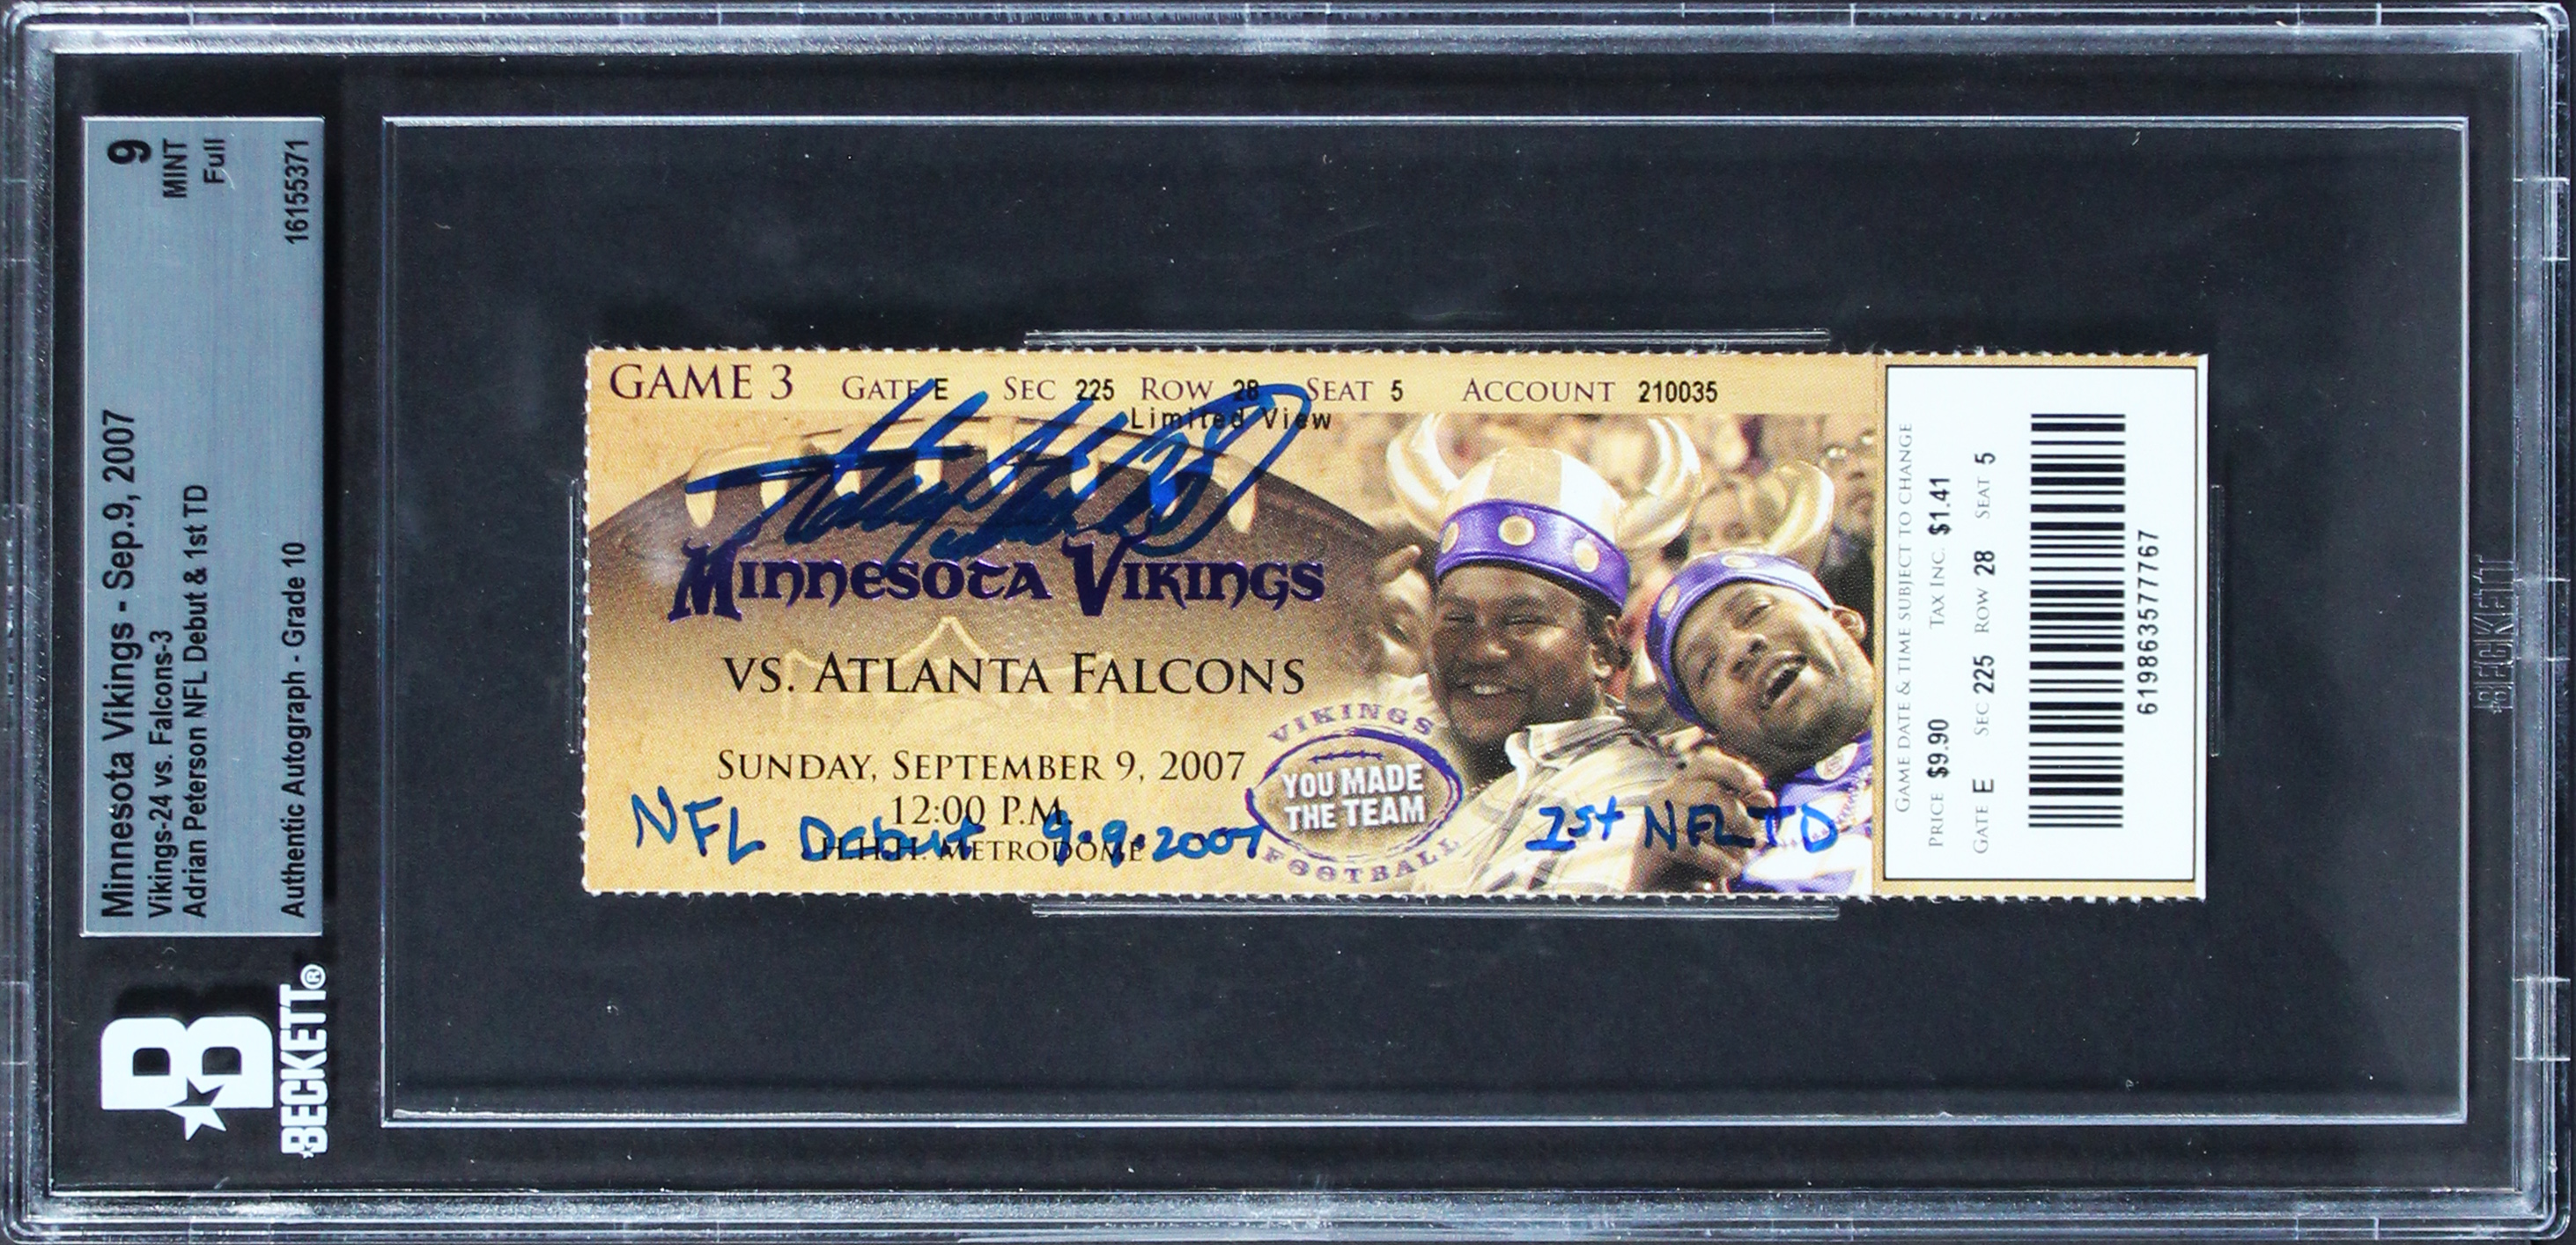 Minnesota Vikings - Sep.9, 2007
9
Vikings-24 vs. Falcons-3
MINT
Adrian Peterson NFL Debut & 1st TD
Full
Authentic Autograph - Grade 10
16155371
B
BECKETT®
GAME 3 GATE E SEC 225 ROW 28 SEAT 5 ACCOUNT 210035
Limited View
MINNESOTA VIKINGS
VS. ATLANTA FALCONS
SUNDAY, SEPTEMBER 9, 2007
12:00 P.M.
H.H.H. METRODOME
NFL Debut 9.9.2007
VIKINGS
YOU MADE
THE TEAM
FOOTBALL
1st NFL TD
GAME DATE & TIME SUBJECT TO CHANGE
PRICE $9.90 TAX INC. $1.41
GATE E SEC 225 ROW 28 SEAT 5
619863577767
BECKETT